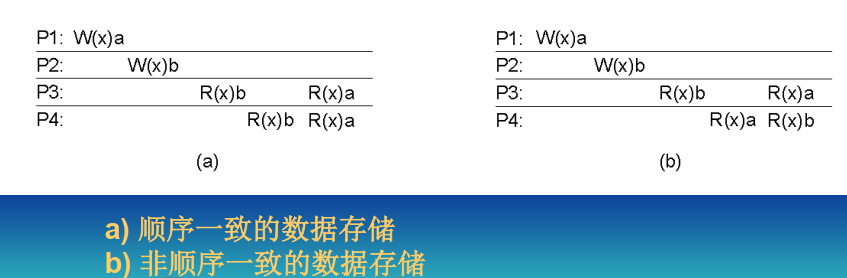 P1: W(x)a
P2: W(x)b
P3: R(x)b R(x)a
P4: R(x)b R(x)a
(a)
P1: W(x)a
P2: W(x)b
P3: R(x)b R(x)a
P4: R(x)a R(x)b
(b)
a) 顺序一致的数据存储
b) 非顺序一致的数据存储